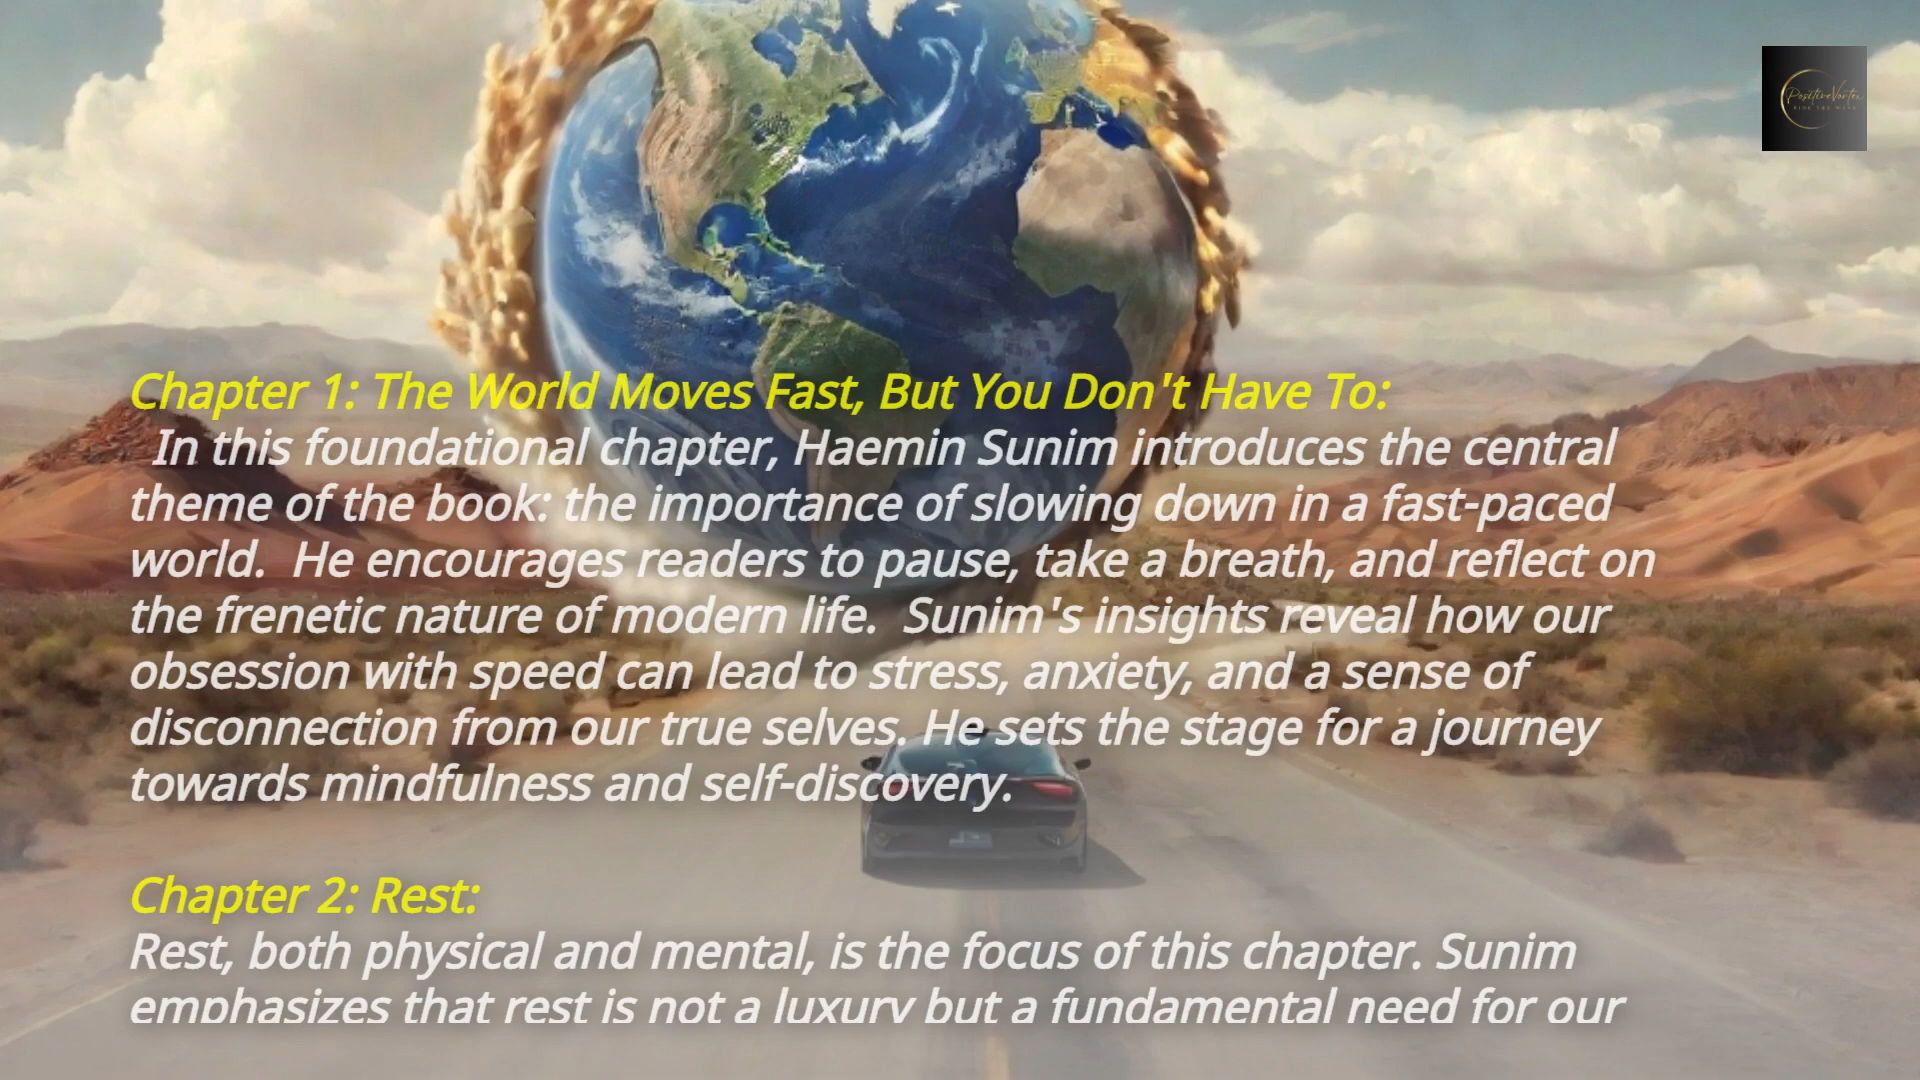 PositiveVortex
Chapter 1: The World Moves Fast, But You Don't Have To:
In this foundational chapter, Haemin Sunim introduces the central
theme of the book: the importance of slowing down in a fast-paced
world. He encourages readers to pause, take a breath, and reflect on
the frenetic nature of modern life. Sunim's insights reveal how our
obsession with speed can lead to stress, anxiety, and a sense of
disconnection from our true selves. He sets the stage for a journey
towards mindfulness and self-discovery.
Chapter 2: Rest:
Rest, both physical and mental, is the focus of this chapter. Sunim
emphasizes that rest is not a luxury but a fundamental need for our